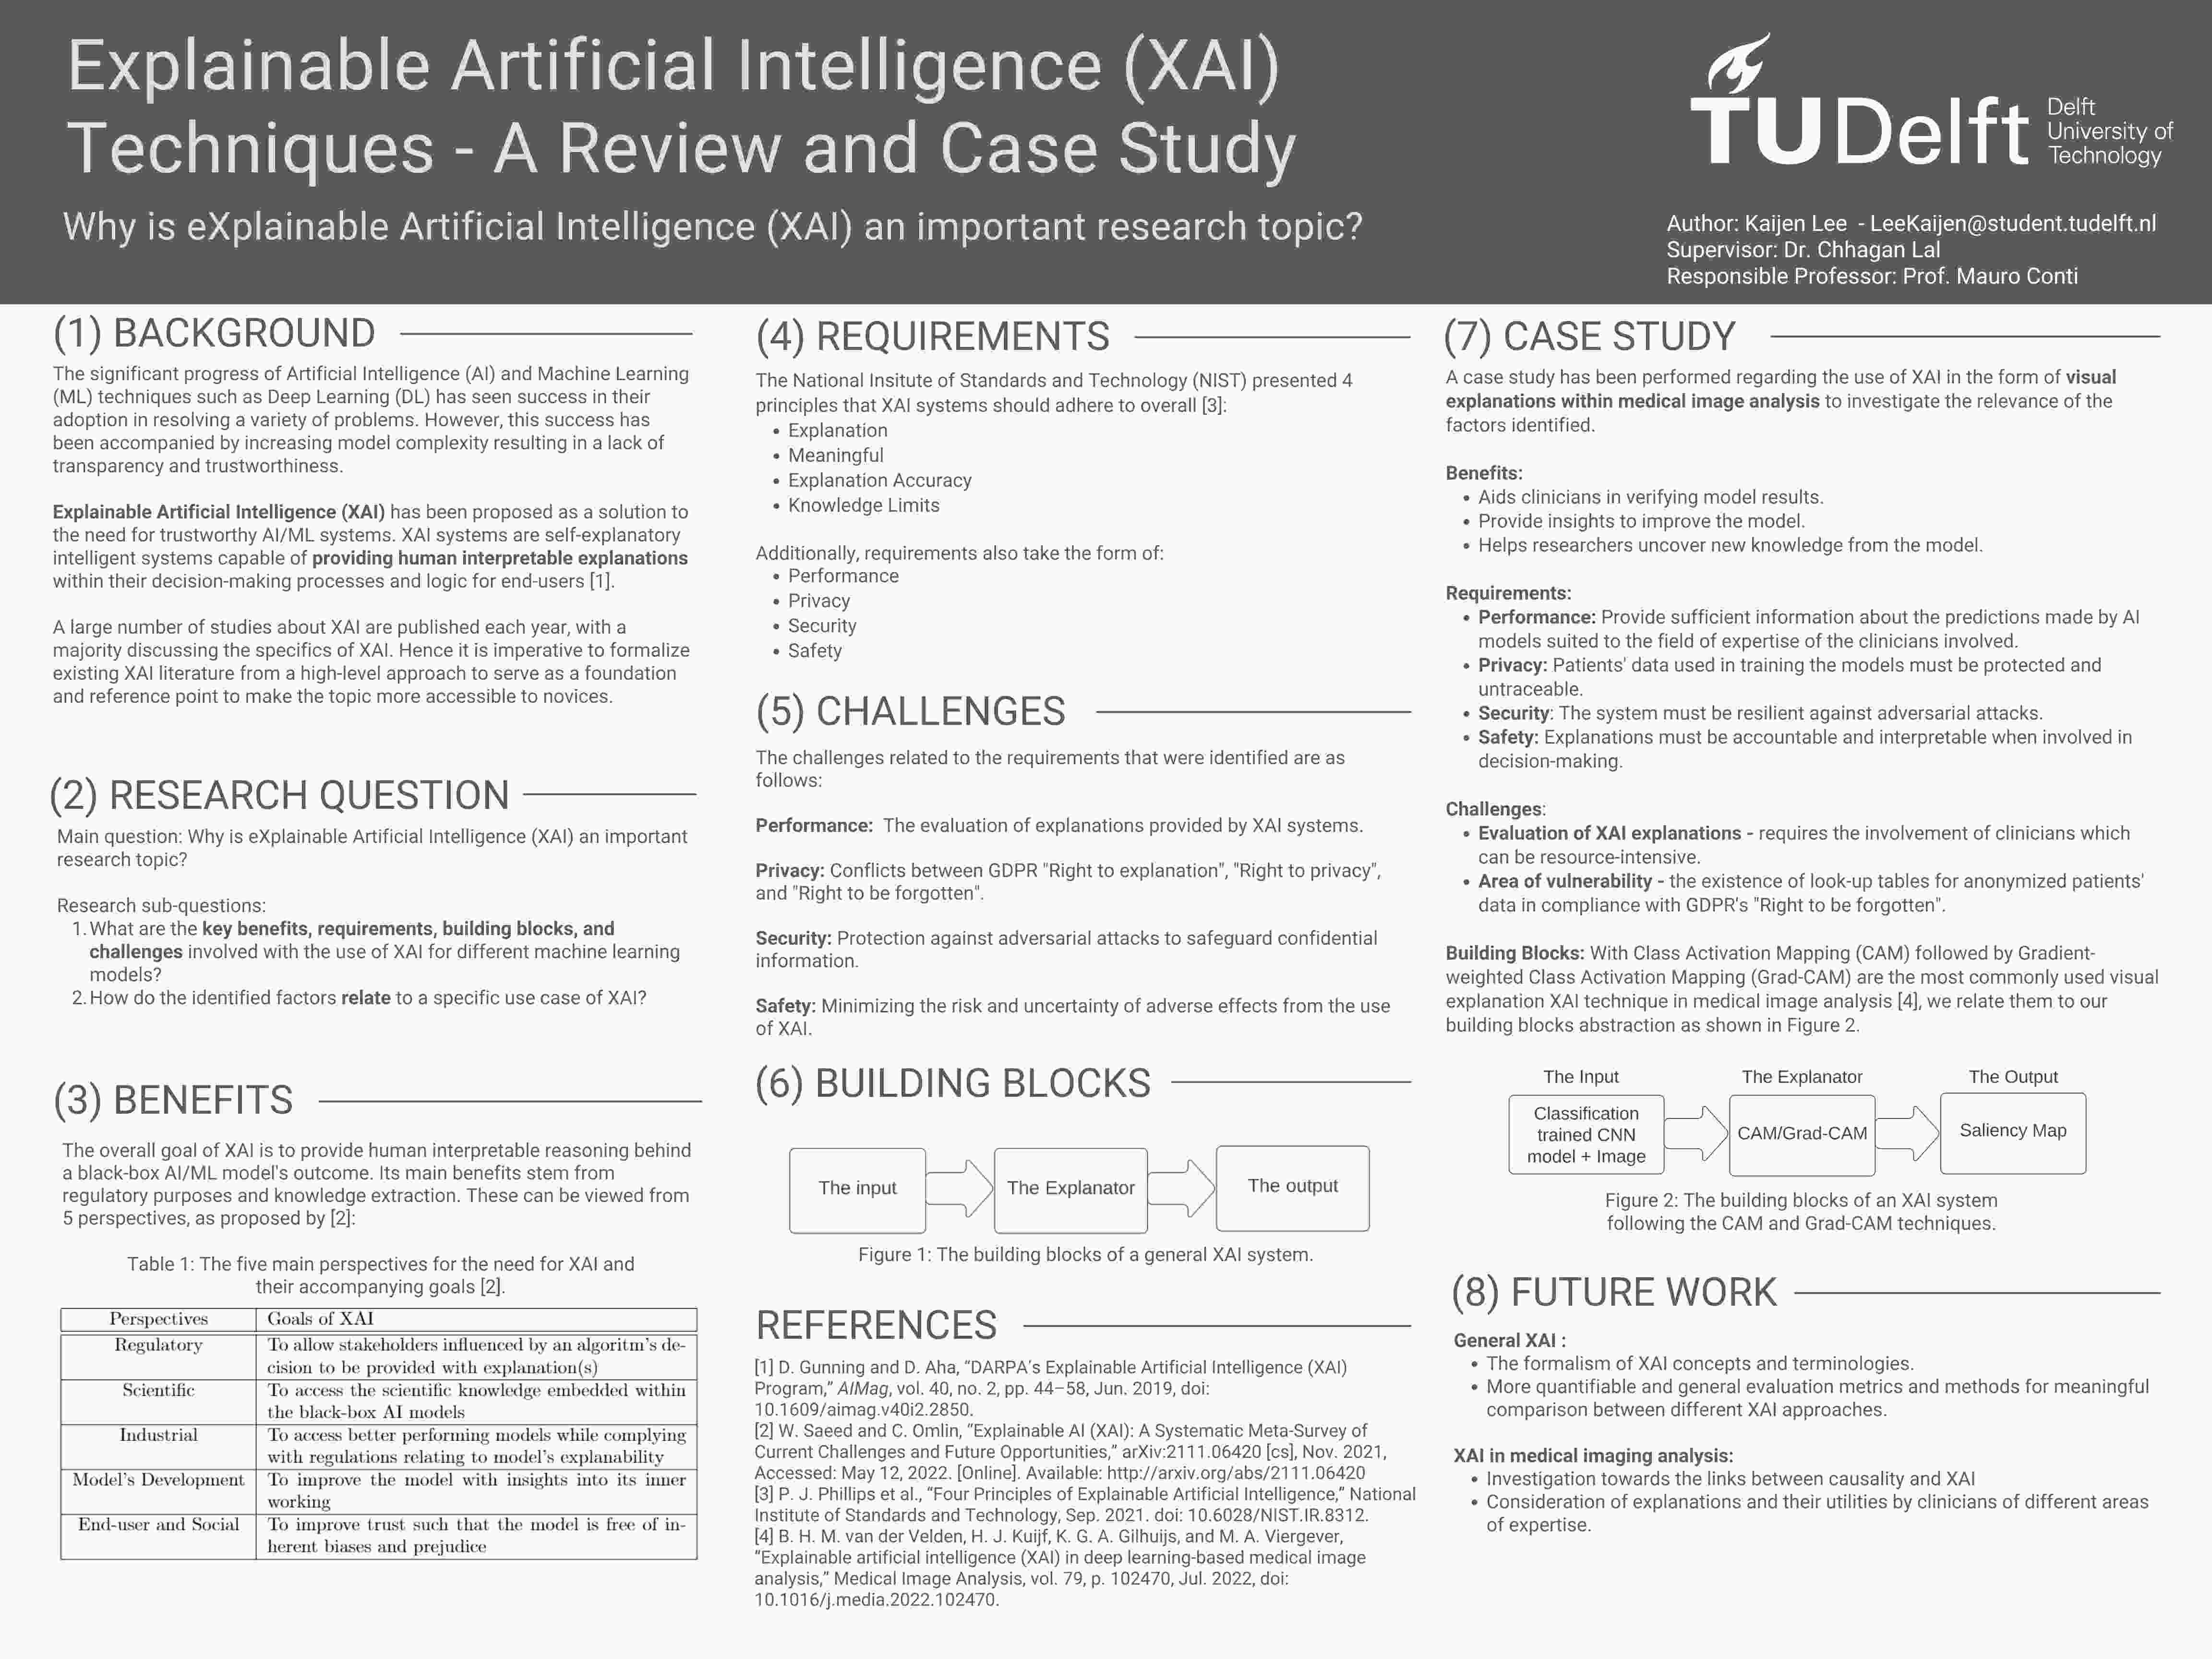 Explainable Artificial Intelligence (XAI)
Techniques - A Review and Case Study
Why is eXplainable Artificial Intelligence (XAI) an important research topic?
TUDelft
Delft
University of
Technology
Author: Kaijen Lee - LeeKaijen@student.tudelft.nl
Supervisor: Dr. Chhagan Lal
Responsible Professor: Prof. Mauro Conti
(1) BACKGROUND
The significant progress of Artificial Intelligence (AI) and Machine Learning
(ML) techniques such as Deep Learning (DL) has seen success in their
adoption in resolving a variety of problems. However, this success has
been accompanied by increasing model complexity resulting in a lack of
transparency and trustworthiness.
Explainable Artificial Intelligence (XAI) has been proposed as a solution to
the need for trustworthy AI/ML systems. XAI systems are self-explanatory
intelligent systems capable of providing human interpretable explanations
within their decision-making processes and logic for end-users [1].
A large number of studies about XAI are published each year, with a
majority discussing the specifics of XAI. Hence it is imperative to formalize
existing XAI literature from a high-level approach to serve as a foundation
and reference point to make the topic more accessible to novices.
(2) RESEARCH QUESTION
Main question: Why is eXplainable Artificial Intelligence (XAI) an important
research topic?
Research sub-questions:
1. What are the key benefits, requirements, building blocks, and
challenges involved with the use of XAI for different machine learning
models?
2. How do the identified factors relate to a specific use case of XAI?
(3) BENEFITS
The overall goal of XAI is to provide human interpretable reasoning behind
a black-box AI/ML model's outcome. Its main benefits stem from
regulatory purposes and knowledge extraction. These can be viewed from
5 perspectives, as proposed by [2]:
Table 1: The five main perspectives for the need for XAI and
their accompanying goals [2].
Perspectives Goals of XAI
Regulatory To allow stakeholders influenced by an algoritm's de-
cision to be provided with explanation(s)
Scientific To access the scientific knowledge embedded within
the black-box AI models
Industrial To access better performing models while complying
with regulations relating to model's explanability
Model's Development To improve the model with insights into its inner
working
End-user and Social To improve trust such that the model is free of in-
herent biases and prejudice
(4) REQUIREMENTS
The National Insitute of Standards and Technology (NIST) presented 4
principles that XAI systems should adhere to overall [3]:
• Explanation
• Meaningful
• Explanation Accuracy
• Knowledge Limits
Additionally, requirements also take the form of:
• Performance
• Privacy
• Security
• Safety
(5) CHALLENGES
The challenges related to the requirements that were identified are as
follows:
Performance: The evaluation of explanations provided by XAI systems.
Privacy: Conflicts between GDPR "Right to explanation", "Right to privacy",
and "Right to be forgotten".
Security: Protection against adversarial attacks to safeguard confidential
information.
Safety: Minimizing the risk and uncertainty of adverse effects from the use
of XAI.
(6) BUILDING BLOCKS
The input
The Explanator
The output
Figure 1: The building blocks of a general XAI system.
REFERENCES
[1] D. Gunning and D. Aha, “DARPA's Explainable Artificial Intelligence (XAI)
Program,” AIMag, vol. 40, no. 2, pp. 44–58, Jun. 2019, doi:
10.1609/aimag.v40i2.2850.
[2] W. Saeed and C. Omlin, “Explainable AI (XAI): A Systematic Meta-Survey of
Current Challenges and Future Opportunities,” arXiv:2111.06420 [cs], Nov. 2021,
Accessed: May 12, 2022. [Online]. Available: http://arxiv.org/abs/2111.06420
[3] P. J. Phillips et al., “Four Principles of Explainable Artificial Intelligence,” National
Institute of Standards and Technology, Sep. 2021. doi: 10.6028/NIST.IR.8312.
[4] B. H. M. van der Velden, H. J. Kuijf, K. G. A. Gilhuijs, and M. A. Viergever,
“Explainable artificial intelligence (XAI) in deep learning-based medical image
analysis,” Medical Image Analysis, vol. 79, p. 102470, Jul. 2022, doi:
10.1016/j.media.2022.102470.
(7) CASE STUDY
A case study has been performed regarding the use of XAI in the form of visual
explanations within medical image analysis to investigate the relevance of the
factors identified.
Benefits:
• Aids clinicians in verifying model results.
• Provide insights to improve the model.
• Helps researchers uncover new knowledge from the model.
Requirements:
• Performance: Provide sufficient information about the predictions made by AI
models suited to the field of expertise of the clinicians involved.
• Privacy: Patients' data used in training the models must be protected and
untraceable.
• Security: The system must be resilient against adversarial attacks.
• Safety: Explanations must be accountable and interpretable when involved in
decision-making.
Challenges:
• Evaluation of XAI explanations - requires the involvement of clinicians which
can be resource-intensive.
• Area of vulnerability - the existence of look-up tables for anonymized patients'
data in compliance with GDPR's "Right to be forgotten".
Building Blocks: With Class Activation Mapping (CAM) followed by Gradient-
weighted Class Activation Mapping (Grad-CAM) are the most commonly used visual
explanation XAI technique in medical image analysis [4], we relate them to our
building blocks abstraction as shown in Figure 2.
The Input
The Explanator
The Output
Classification
trained CNN
model + Image
CAM/Grad-CAM
Saliency Map
Figure 2: The building blocks of an XAI system
following the CAM and Grad-CAM techniques.
(8) FUTURE WORK
General XAI :
• The formalism of XAI concepts and terminologies.
• More quantifiable and general evaluation metrics and methods for meaningful
comparison between different XAI approaches.
XAI in medical imaging analysis:
• Investigation towards the links between causality and XAI
• Consideration of explanations and their utilities by clinicians of different areas
of expertise.